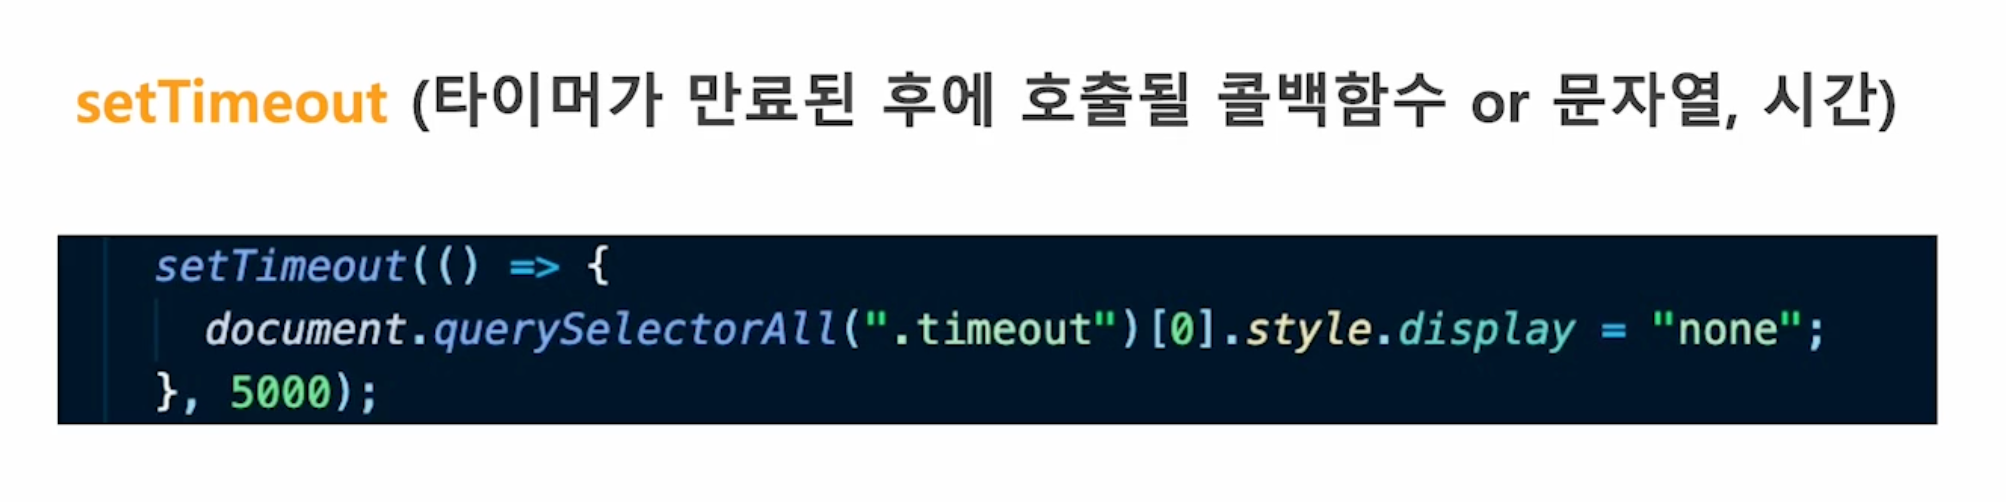 setTimeout (타이머가 만료된 후에 호출될 콜백함수 or 문자열, 시간)
setTimeout(() => {
document.querySelectorAll(".timeout")[0].style.display = "none";
}, 5000);